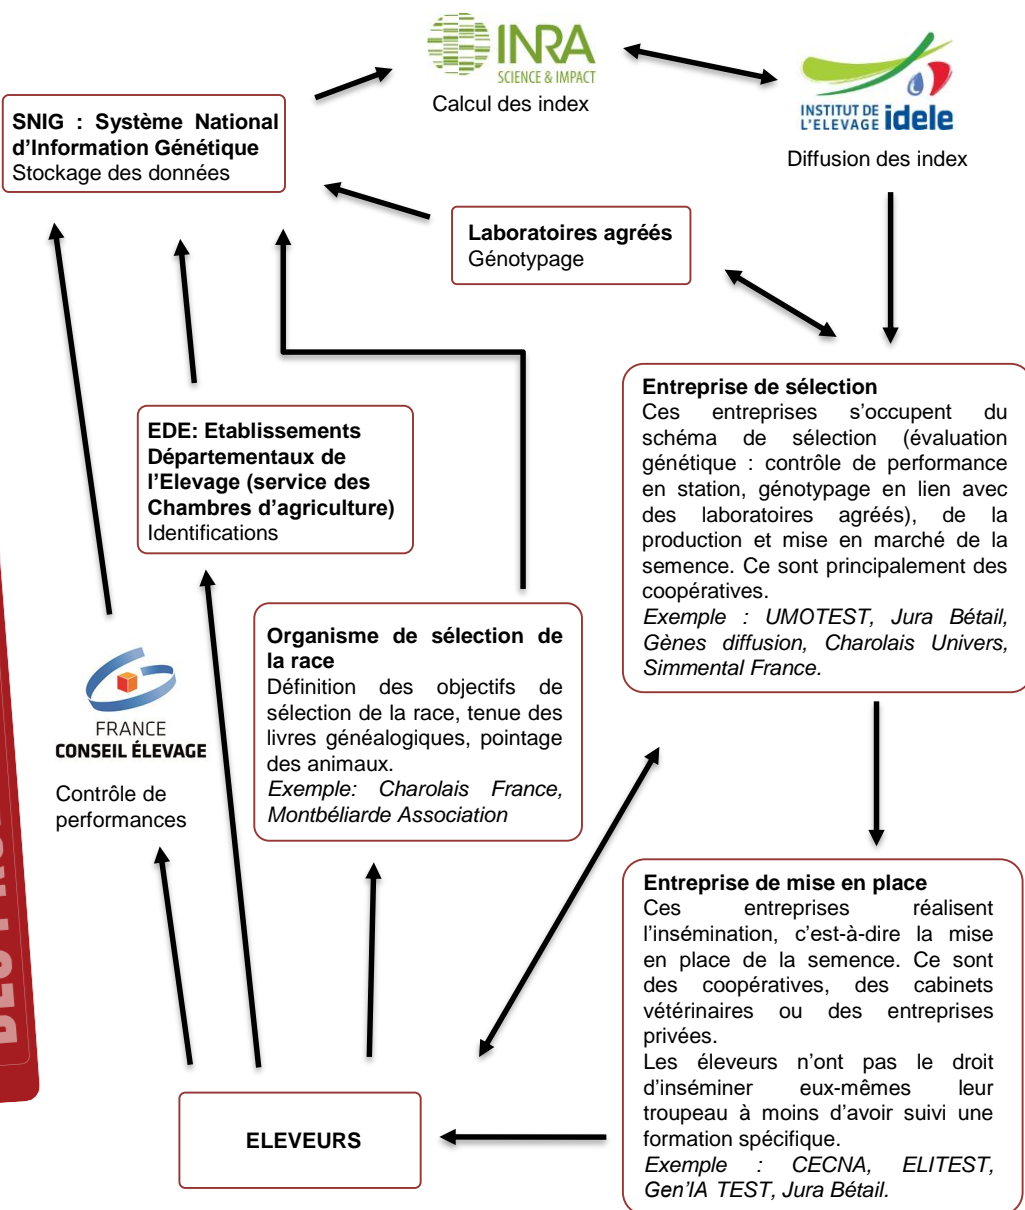 INRA
SCIENCE & IMPACT
Calcul des index
INSTITUT DE
L'ELEVAGE idele
Diffusion des index
SNIG : Système National
d'Information Génétique
Stockage des données
Laboratoires agréés
Génotypage
EDE: Etablissements
Départementaux de
l'Elevage (service des
Chambres d'agriculture)
Identifications
Entreprise de sélection
Ces entreprises s'occupent du
schéma de sélection (évaluation
génétique : contrôle de performance
en station, génotypage en lien avec
des laboratoires agréés), de la
production et mise en marché de la
semence. Ce sont principalement des
coopératives.
Exemple : UMOTEST, Jura Bétail,
Gènes diffusion, Charolais Univers,
Simmental France.
Organisme de sélection de
la race
Définition des objectifs de
sélection de la race, tenue des
livres généalogiques, pointage
des animaux.
Exemple: Charolais France,
Montbéliarde Association
FRANCE
CONSEIL ÉLEVAGE
Contrôle de
performances
Entreprise de mise en place
Ces entreprises réalisent
l'insémination, c'est-à-dire la mise
en place de la semence. Ce sont
des coopératives, des cabinets
vétérinaires ou des entreprises
privées.
Les éleveurs n'ont pas le droit
d'inséminer eux-mêmes leur
troupeau à moins d'avoir suivi une
formation spécifique.
Exemple : CECNA, ELITEST,
Gen'IA TEST, Jura Bétail.
ELEVEURS